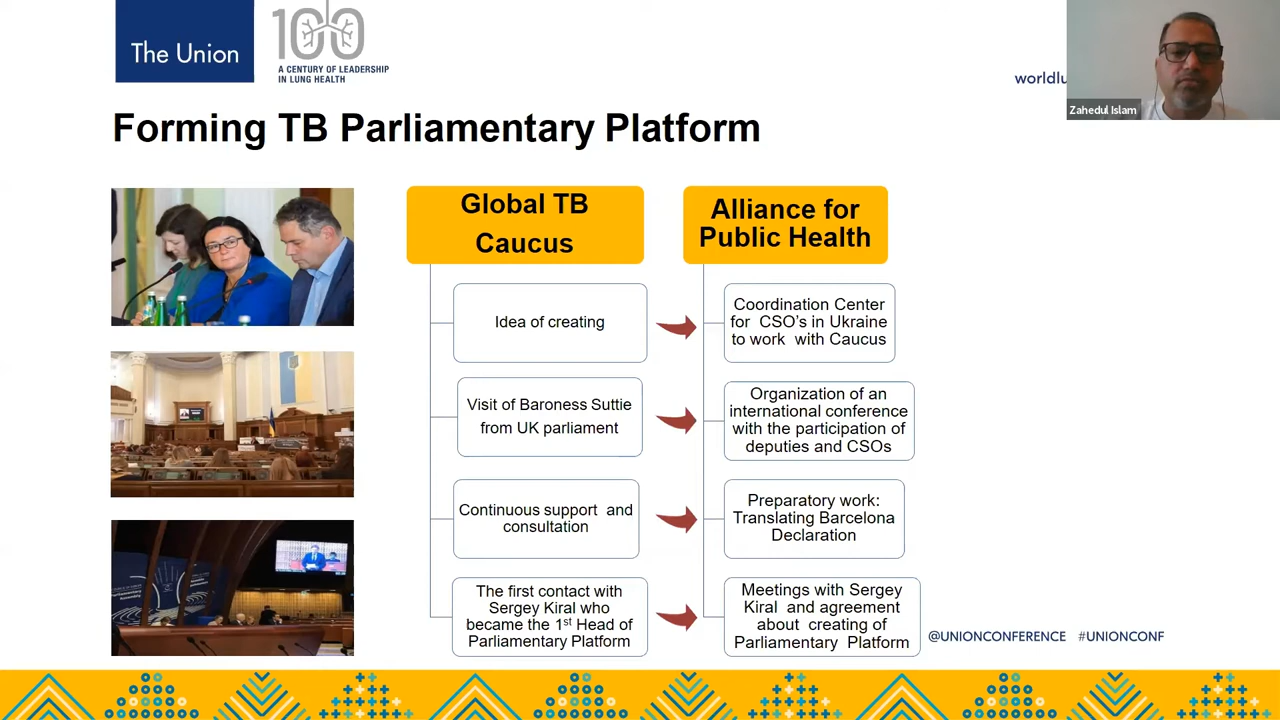 The Union
100
A CENTURY OF LEADERSHIP
IN LUNG HEALTH
Zahedul Islam
Forming TB Parliamentary Platform
Global TB
Caucus
Idea of creating
Visit of Baroness Suttie
from UK parliament
Continuous support and
consultation
The first contact with
Sergey Kiral who
became the 1st Head of
Parliamentary Platform
Alliance for
Public Health
Coordination Center
for CSO's in Ukraine
to work with Caucus
Organization of an
international conference
with the participation of
deputies and CSOs
Preparatory work:
Translating Barcelona
Declaration
Meetings with Sergey
Kiral and agreement
about creating of
Parliamentary Platform
@UNIONCONFERENCE #UNIONCONF